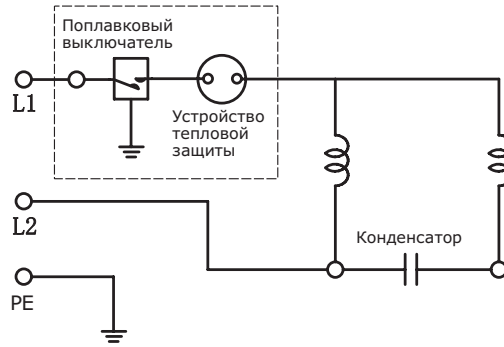 Поплавковый
выключатель
L1
Устройство
тепловой
защиты
L2
Конденсатор
PE